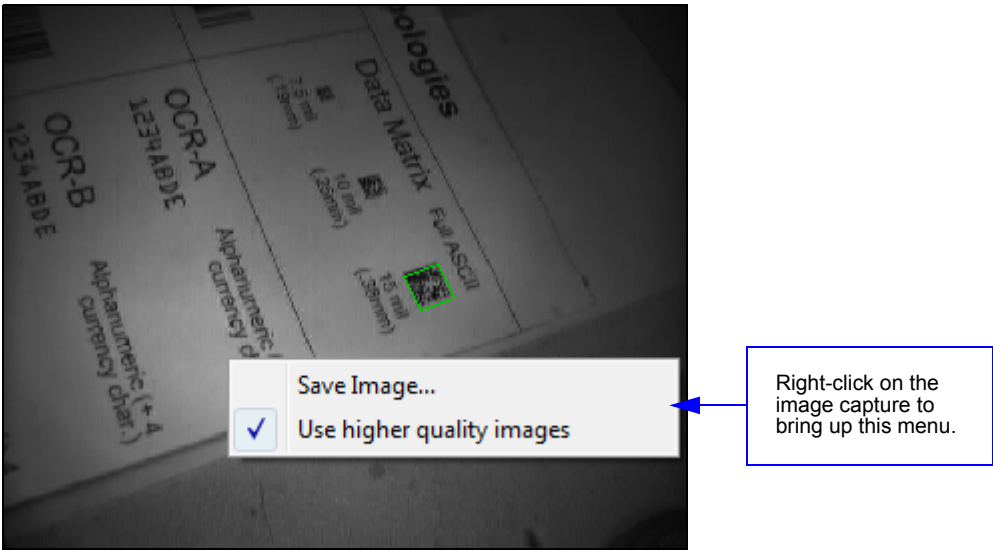 ologies
Data Matrix
Full ASCII
7.5 mil
(.19mm)
10 mil
(.25mm)
15 mil
(.38mm)
OCR-A
1234ABDE
Alphanumeric (
currency ch
OCR-B
1234ABDE
Alphanumeric (+ 4
currency char.)
Save Image...
Use higher quality images
Right-click on the
image capture to
bring up this menu.